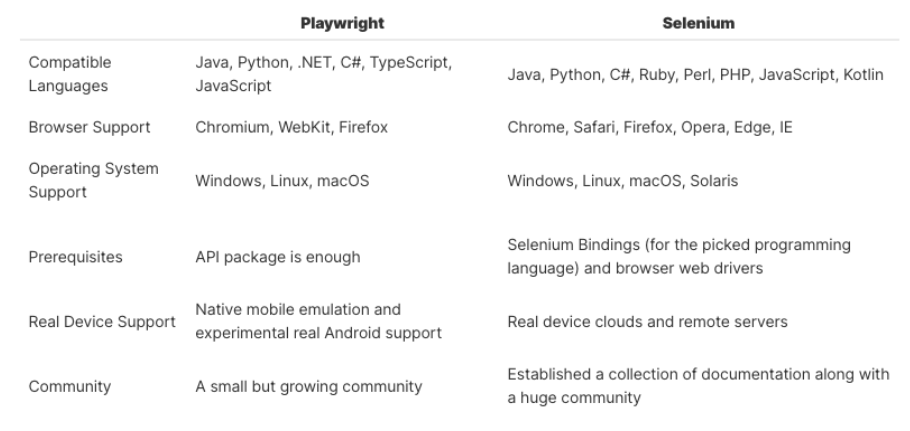 Playwright Selenium
Compatible Languages Java, Python, .NET, C#, TypeScript, JavaScript Java, Python, C#, Ruby, Perl, PHP, JavaScript, Kotlin
Browser Support Chromium, WebKit, Firefox Chrome, Safari, Firefox, Opera, Edge, IE
Operating System Support Windows, Linux, macOS Windows, Linux, macOS, Solaris
Prerequisites API package is enough Selenium Bindings (for the picked programming language) and browser web drivers
Real Device Support Native mobile emulation and experimental real Android support Real device clouds and remote servers
Community A small but growing community Established a collection of documentation along with a huge community